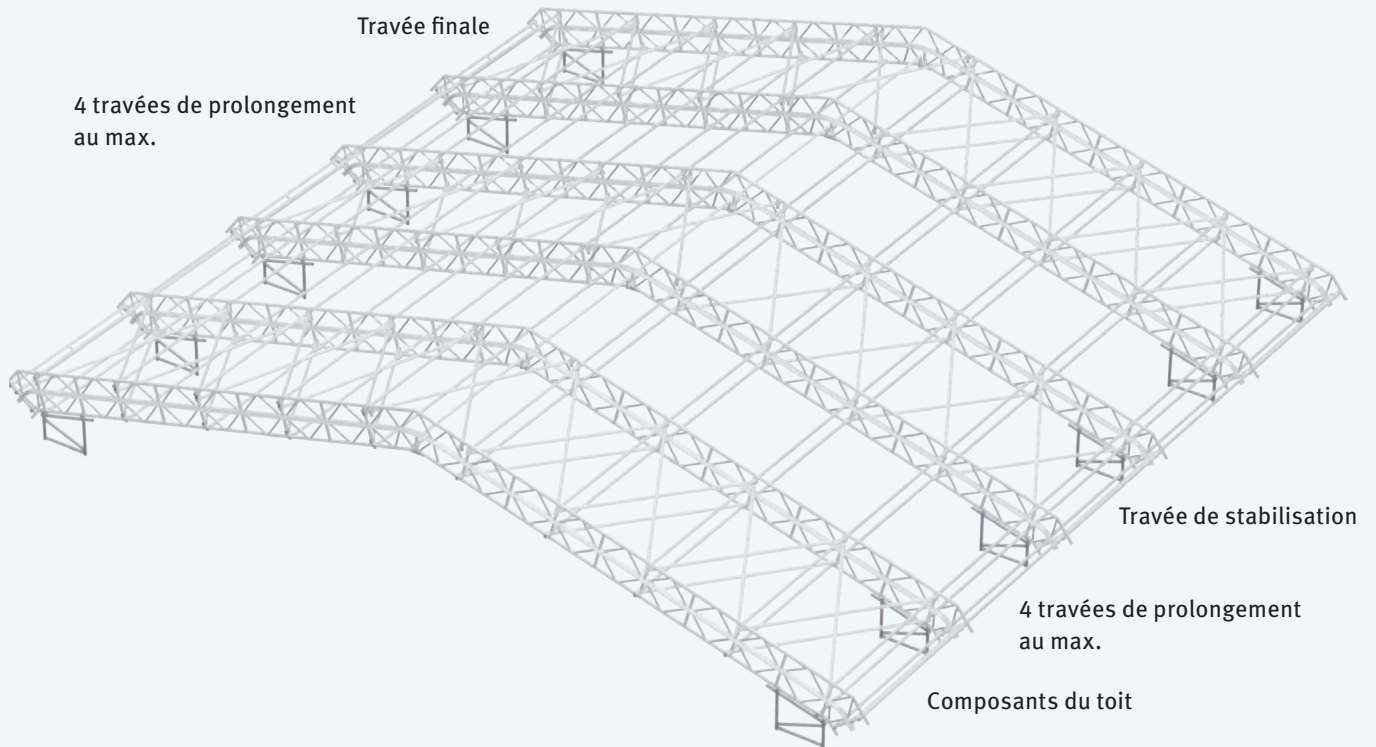 Travée finale
4 travées de prolongement
au max.
Travée de stabilisation
4 travées de prolongement
au max.
Composants du toit